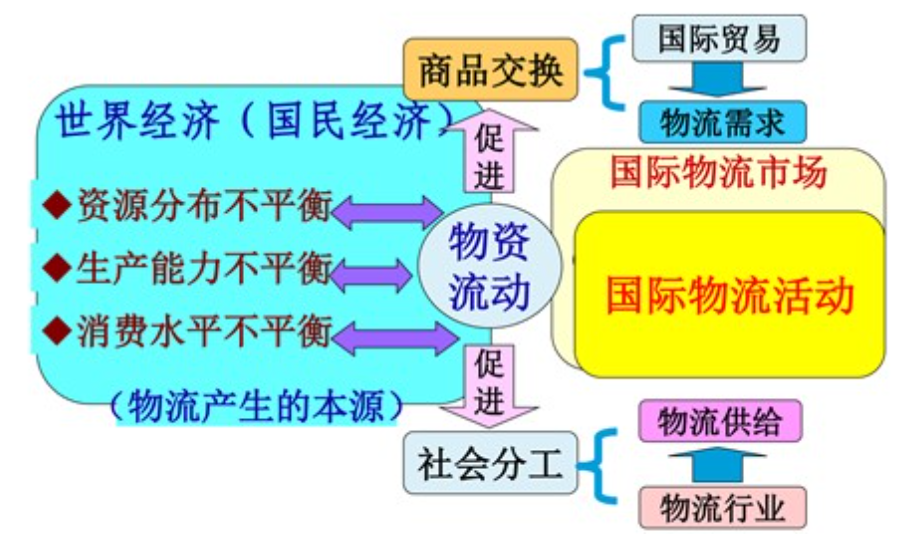 商品交换
国际贸易
物流需求
世界经济（国民经济）
促进
国际物流市场
◆资源分布不平衡
◆生产能力不平衡
◆消费水平不平衡
物资
流动
国际物流活动
（物流产生的本源）
促进
社会分工
物流供给
物流行业